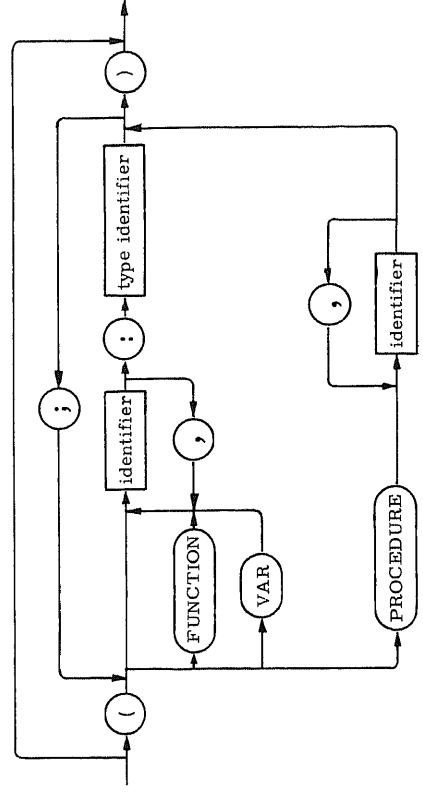 ( ; )
identifier : type identifier
FUNCTION ,
VAR
,
PROCEDURE identifier